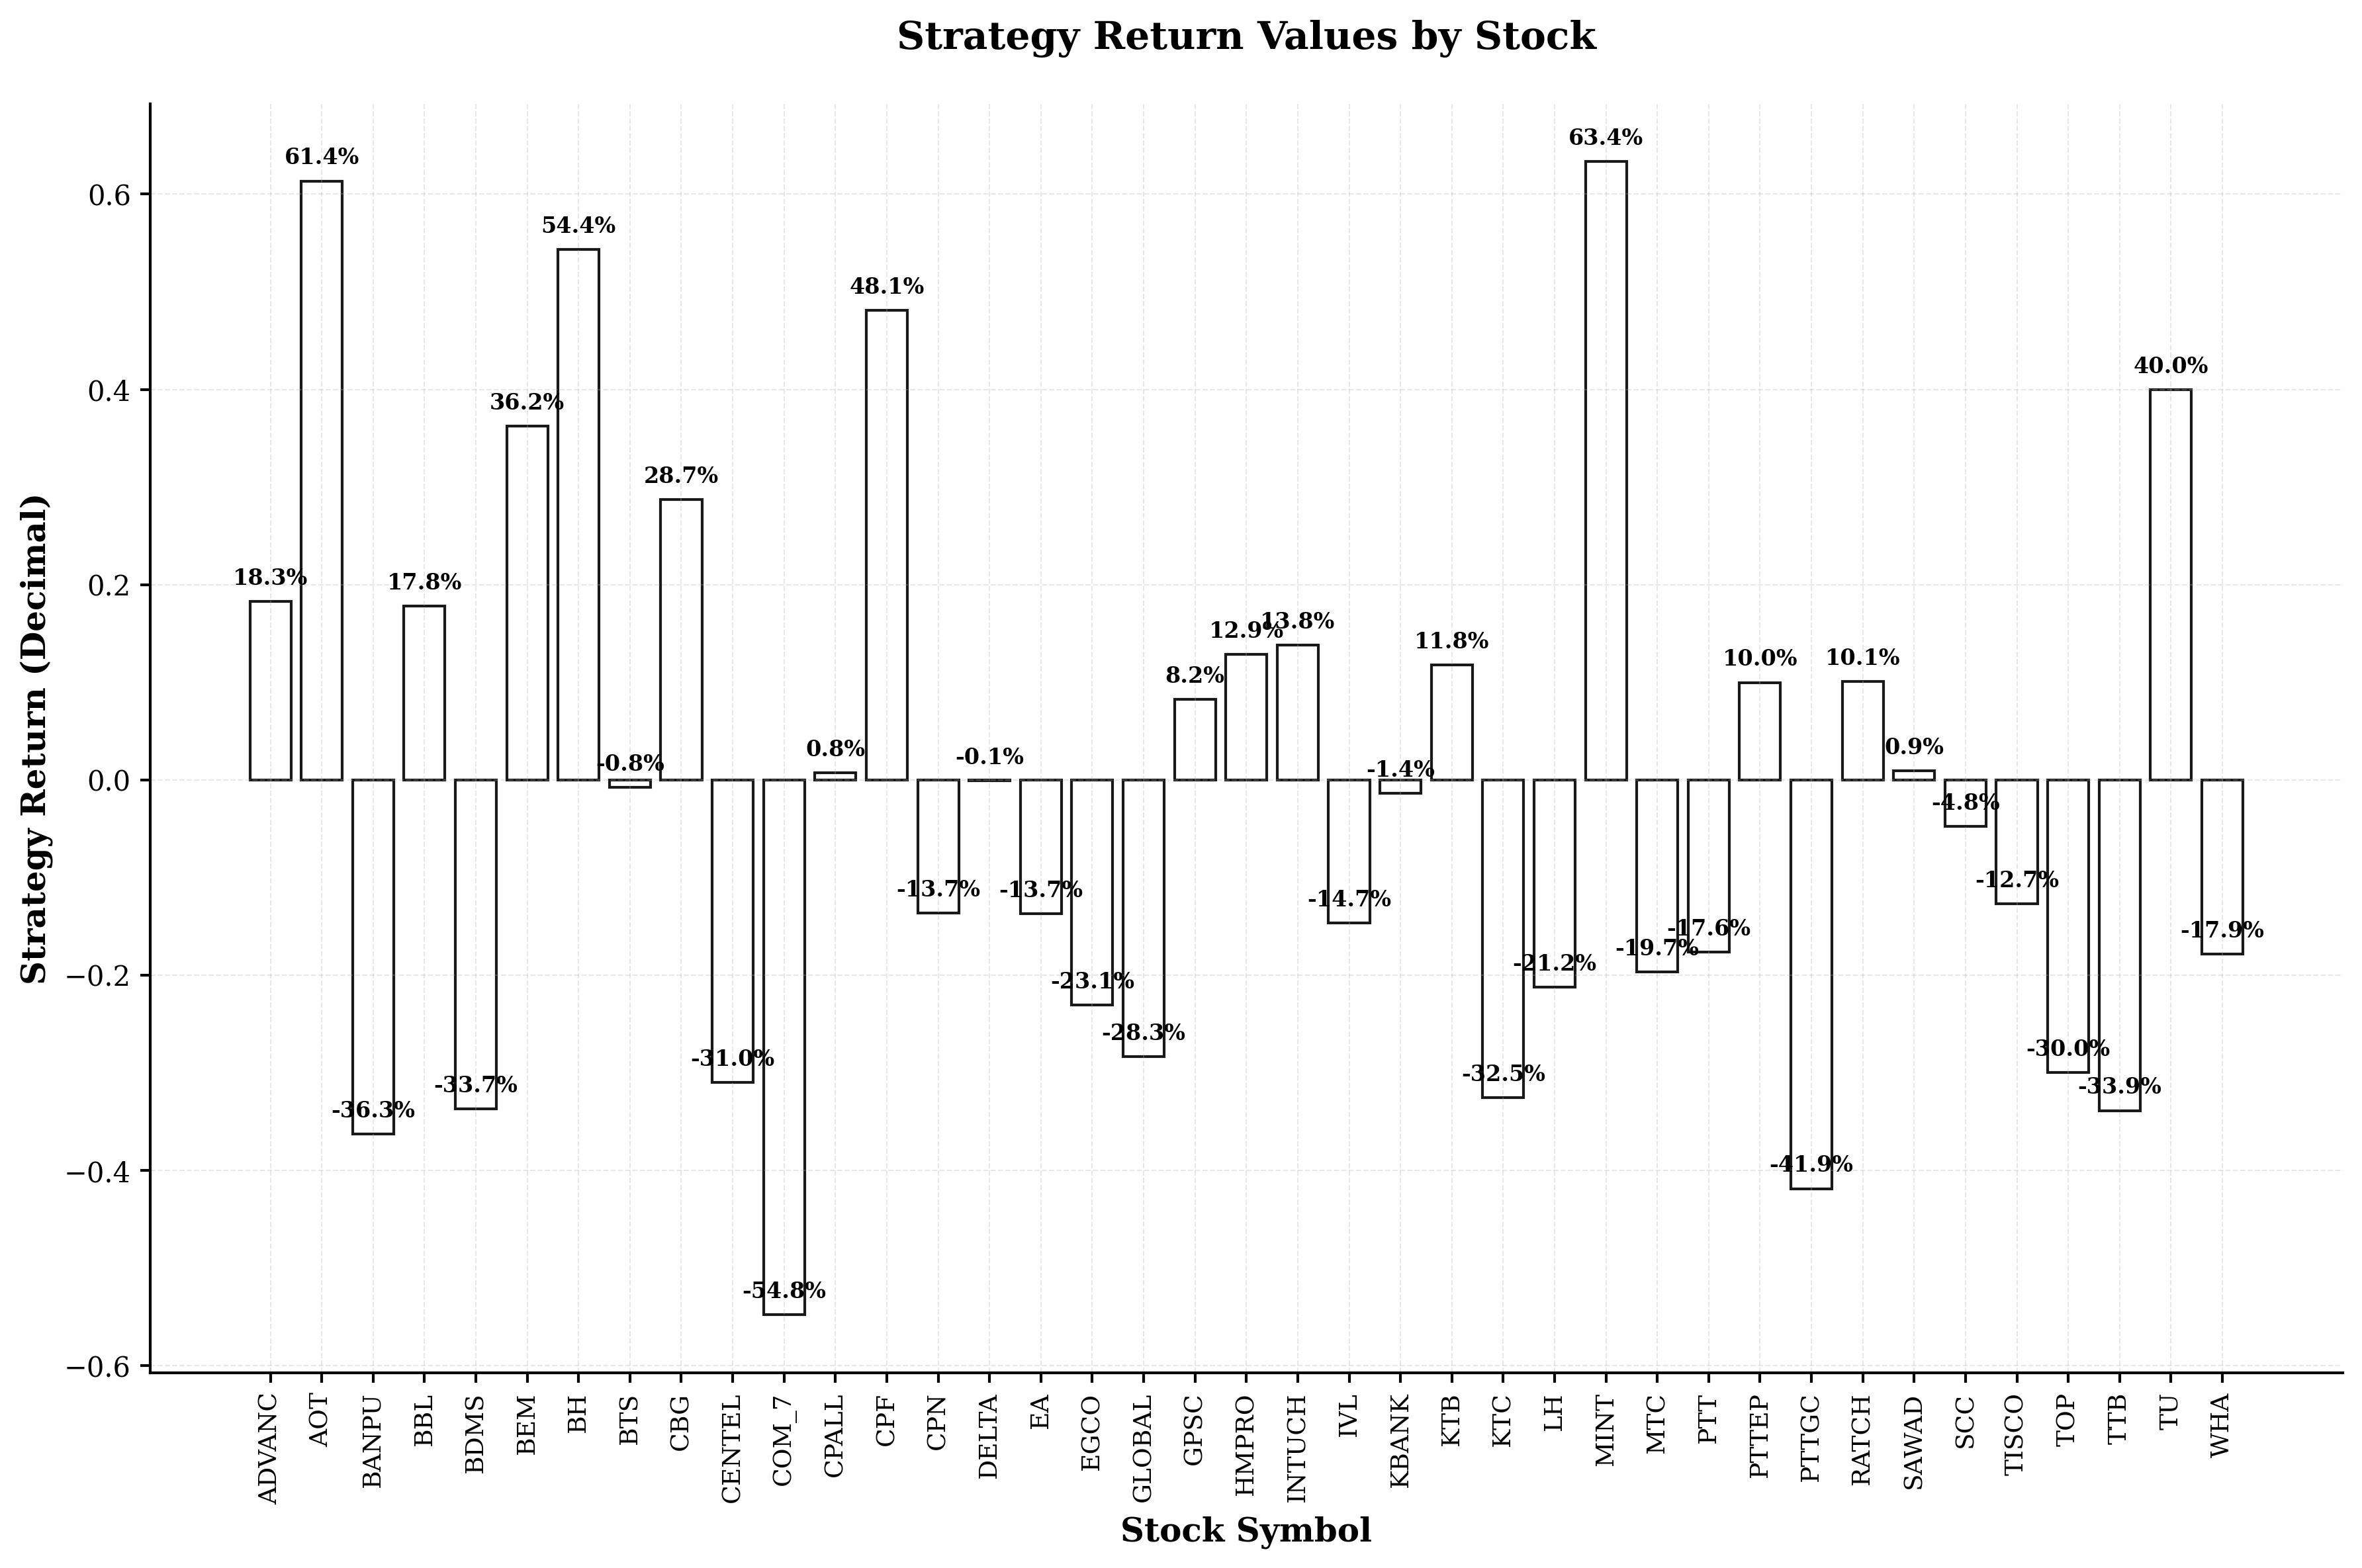 Strategy Return Values by Stock
Strategy Return (Decimal)
0.6
0.4
0.2
0.0
−0.2
−0.4
−0.6
18.3%
61.4%
-36.3%
17.8%
-33.7%
36.2%
54.4%
-0.8%
28.7%
-31.0%
-54.8%
0.8%
48.1%
-13.7%
-0.1%
-13.7%
-23.1%
-28.3%
8.2%
12.9%
13.8%
-14.7%
-1.4%
11.8%
-32.5%
-21.2%
63.4%
-19.7%
-17.6%
10.0%
-41.9%
10.1%
0.9%
-4.8%
-12.7%
-30.0%
-33.9%
40.0%
-17.9%
ADVANC
AOT
BANPU
BBL
BDMS
BEM
BH
BTS
CBG
CENTEL
COM_7
CPALL
CPF
CPN
DELTA
EA
EGCO
GLOBAL
GPSC
HMPRO
INTUCH
IVL
KBANK
KTB
KTC
LH
MINT
MTC
PTT
PTTEP
PTTGC
RATCH
SAWAD
SCC
TISCO
TOP
TTB
TU
WHA
Stock Symbol